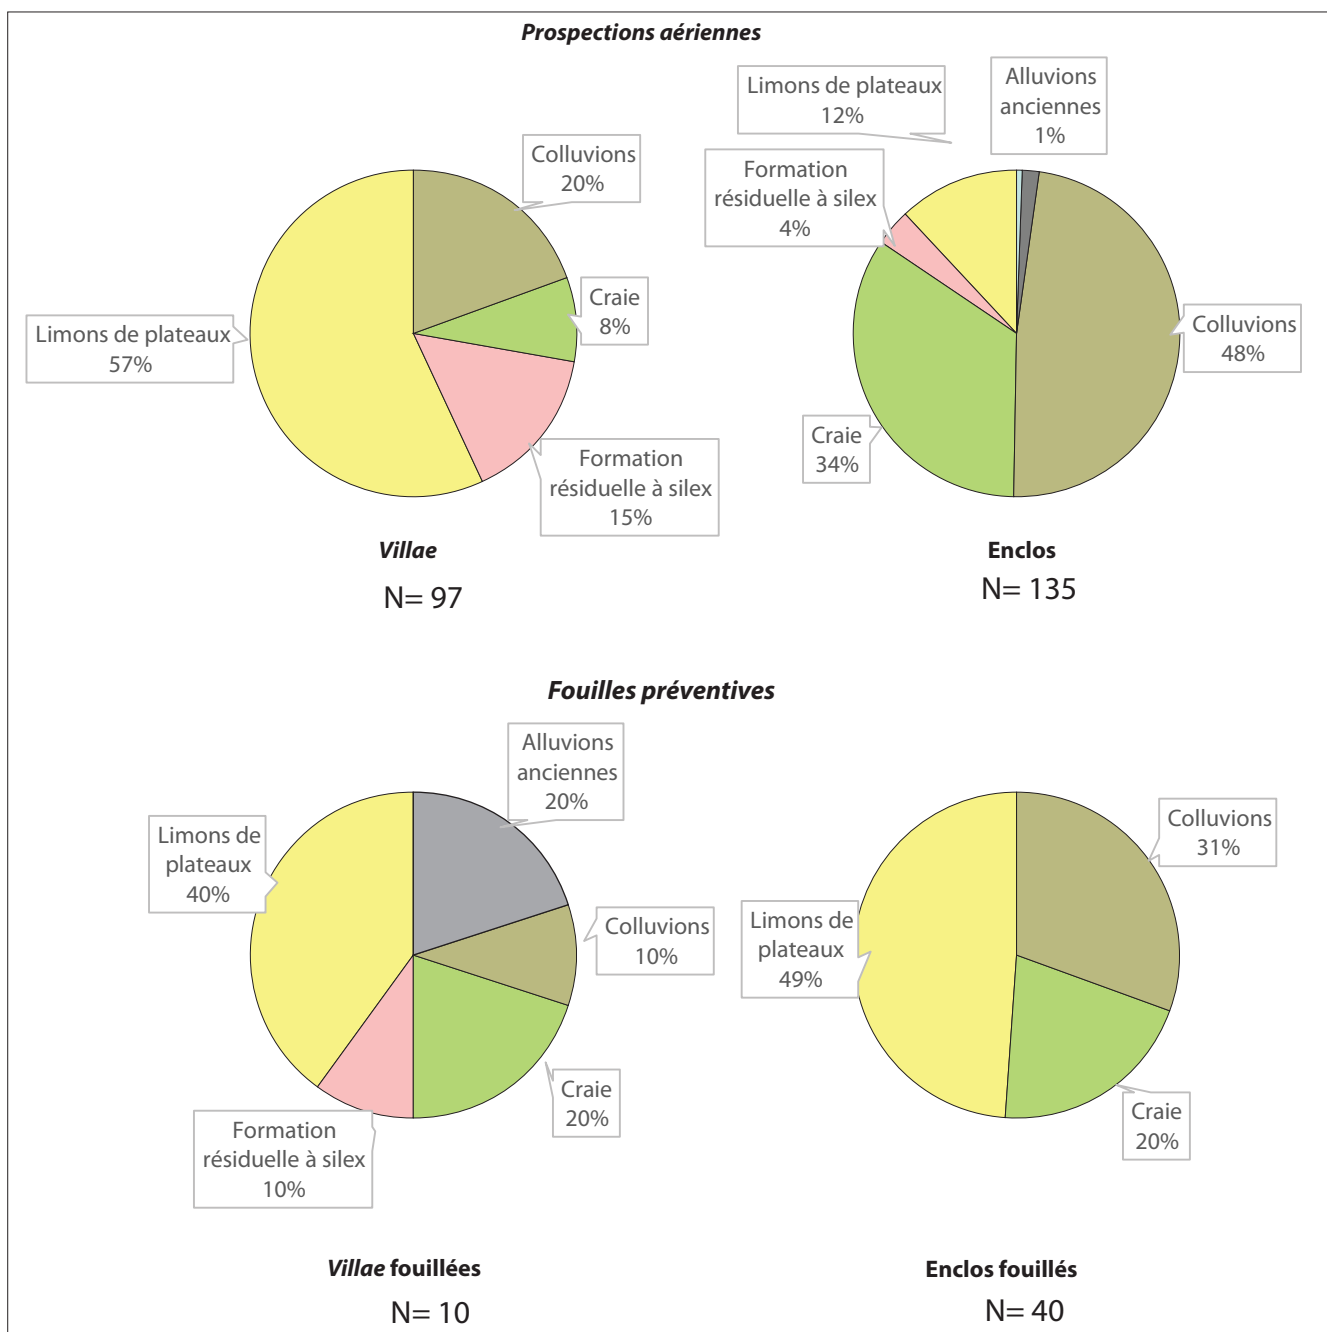 Prospections aériennes
Limons de plateaux
12%
Alluvions
anciennes
1%
Colluvions
20%
Formation
résiduelle à silex
4%
Limons de plateaux
57%
Craie
8%
Colluvions
48%
Craie
34%
Formation
résiduelle à silex
15%
Villae
N= 97
Enclos
N= 135
Fouilles préventives
Alluvions
anciennes
20%
Limons de
plateaux
40%
Colluvions
10%
Craie
20%
Formation
résiduelle à silex
10%
Colluvions
31%
Limons de
plateaux
49%
Craie
20%
Villae fouillées
N= 10
Enclos fouillés
N= 40